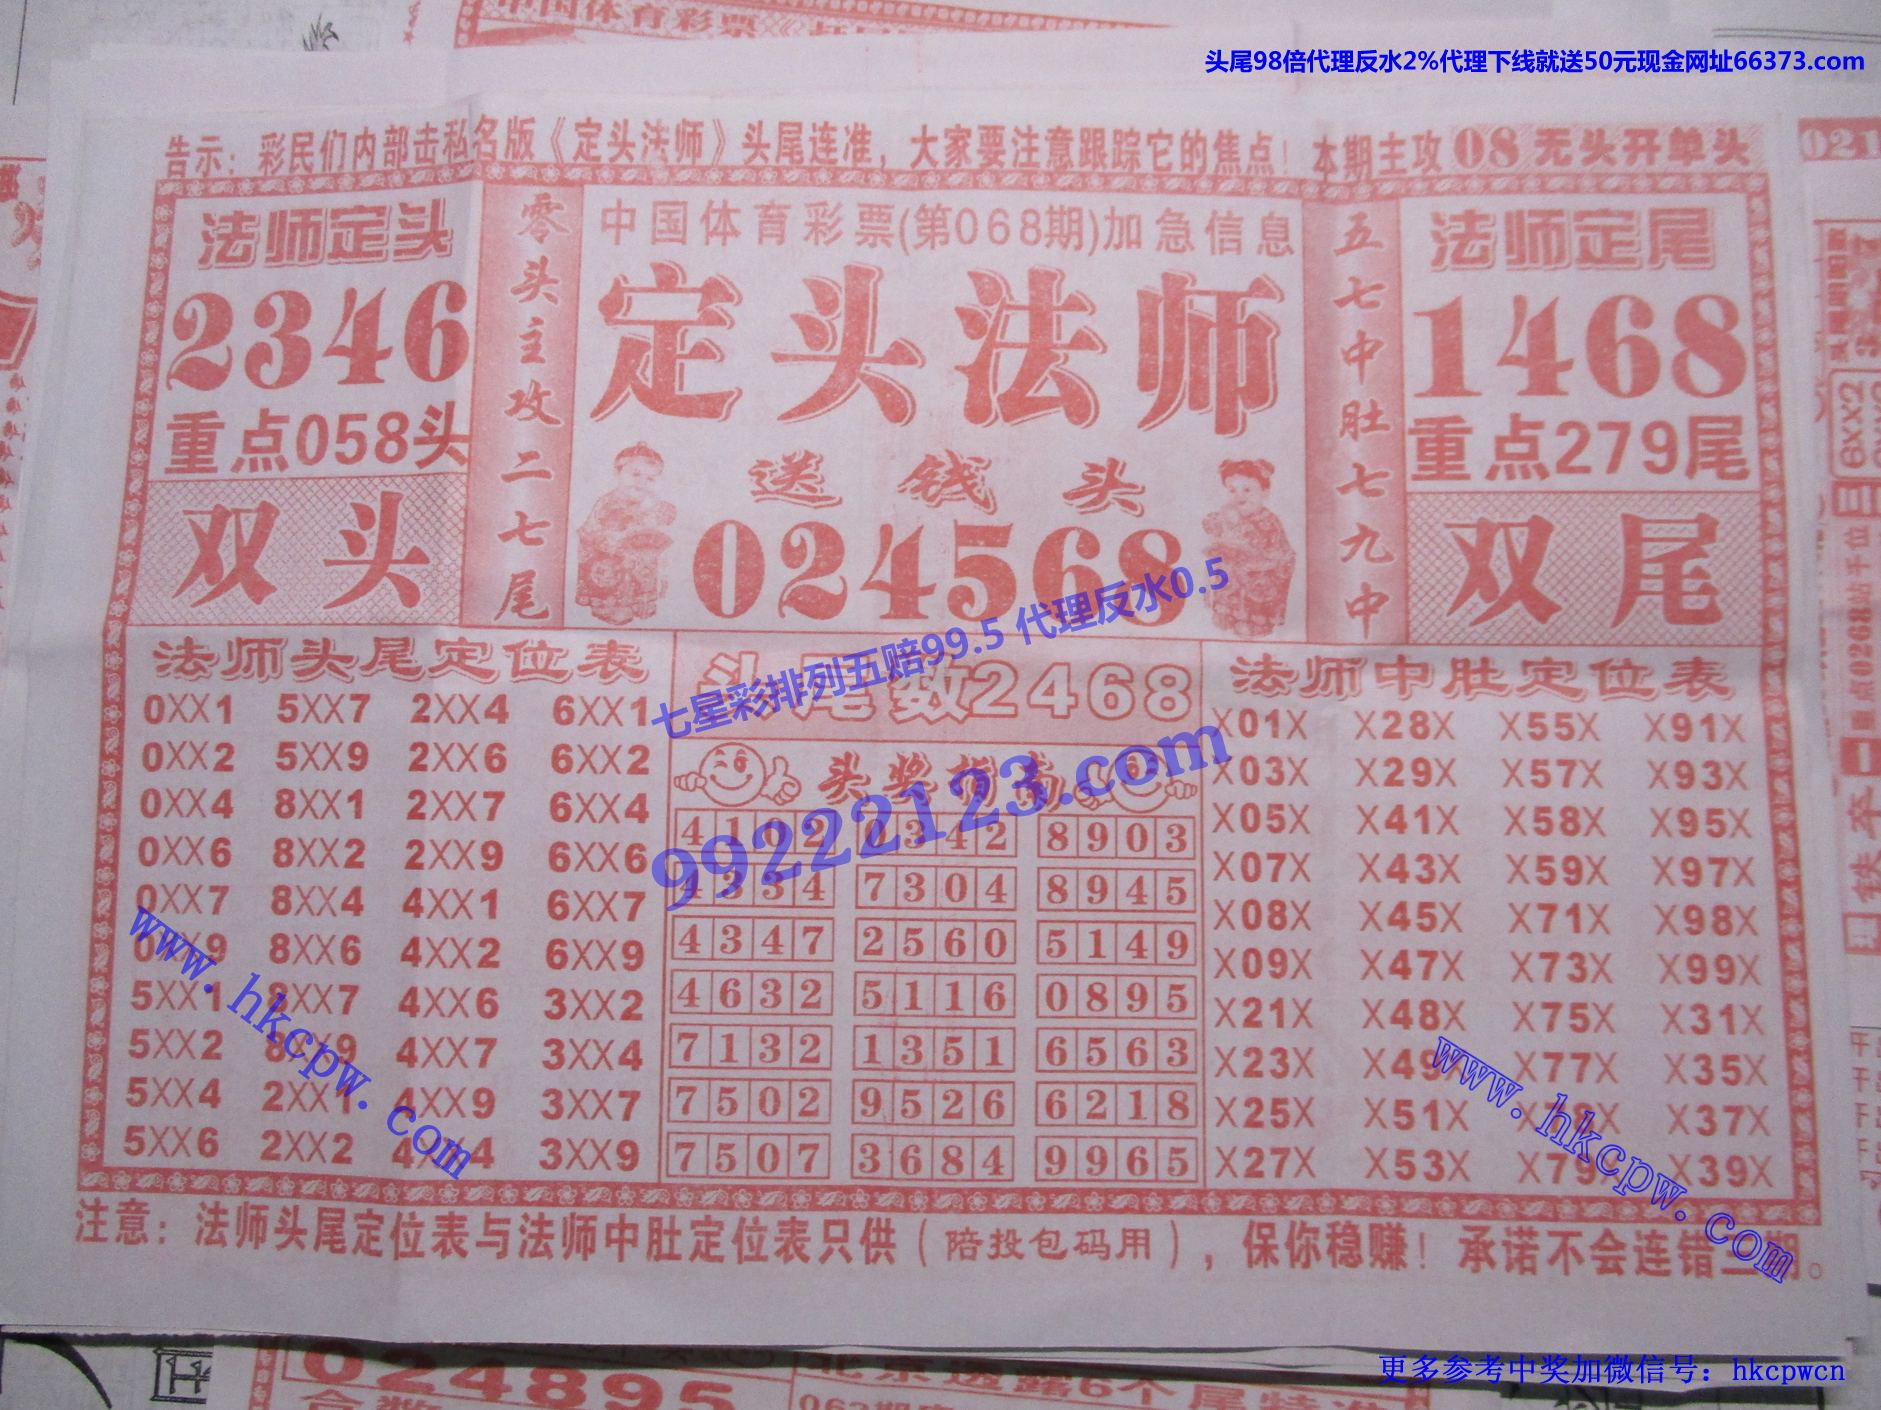 头尾98倍代理反水2%代理下线就送50元现金网址66373.com
告示：彩民们内部击私名版《定头法师》头尾连准，大家要注意跟踪它的焦点！本期主攻08无头开单头
法师定头
2346
重点058头
双头
零头主攻二七尾
中国体育彩票(第068期)加急信息
定头法师
送钱头
024568
五七中肚七九中
法师定尾
1468
重点279尾
双尾
法师头尾定位表
0XX1 5XX7 2XX4 6XX1
0XX2 5XX9 2XX6 6XX2
0XX4 8XX1 2XX7 6XX4
0XX6 8XX2 2XX9 6XX6
0XX7 8XX4 4XX1 6XX7
0XX9 8XX6 4XX2 6XX9
5XX1 8XX7 4XX6 3XX2
5XX2 8XX9 4XX7 3XX4
5XX4 2XX1 4XX9 3XX7
5XX6 2XX2 4XX4 3XX9
头尾数2468
头奖
4102 0342 8903
4334 7304 8945
4347 2560 5149
4632 5116 0895
7132 1351 6563
7502 9526 6218
7507 3684 9965
法师中肚定位表
X01X X28X X55X X91X
X03X X29X X57X X93X
X05X X41X X58X X95X
X07X X43X X59X X97X
X08X X45X X71X X98X
X09X X47X X73X X99X
X21X X48X X75X X31X
X23X X49X X77X X35X
X25X X51X X78X X37X
X27X X53X X79X X39X
七星彩排列五赔99.5 代理反水0.5
99222123.com
www.hkcpw.com
www.hkcpw.com
注意：法师头尾定位表与法师中肚定位表只供（陪投包码用），保你稳赚！承诺不会连错三期。
024895
更多参考中奖加微信号：hkcpwcn